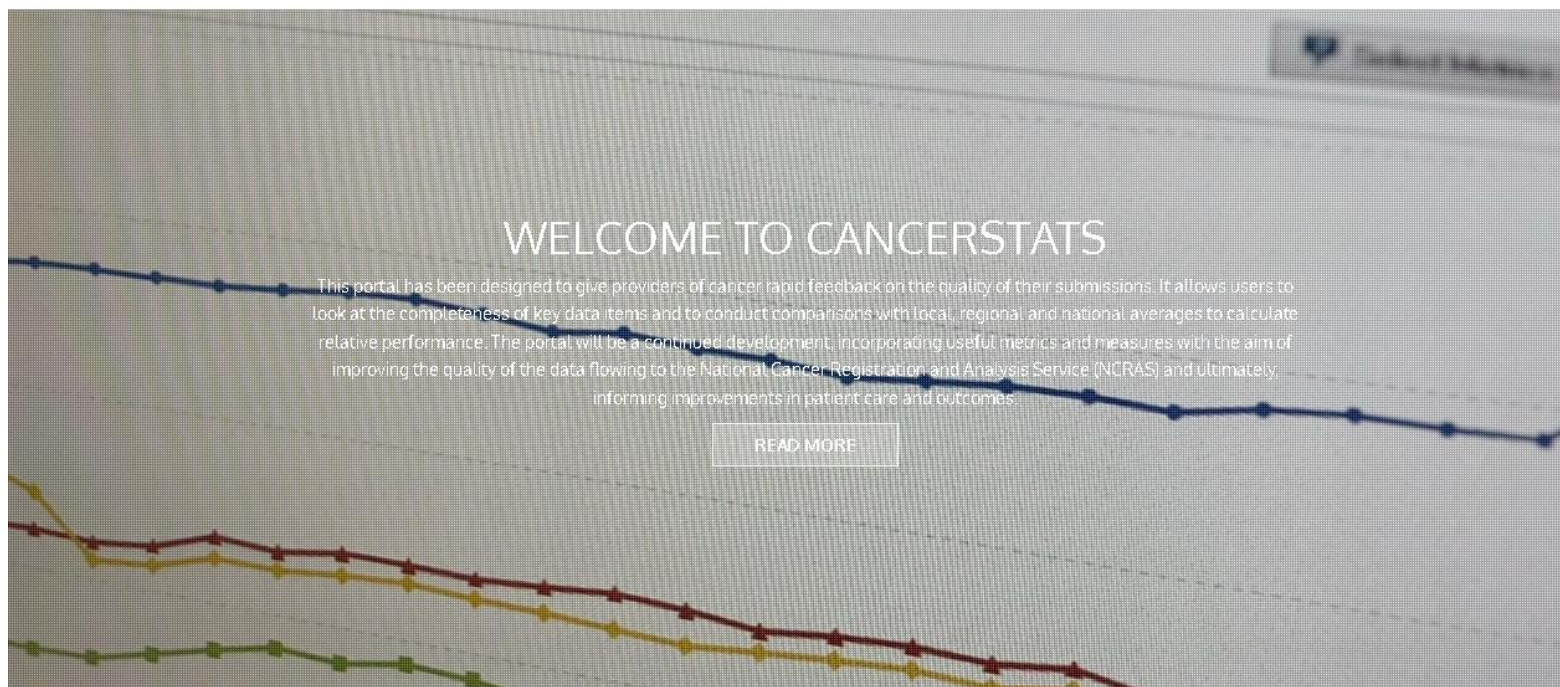 WELCOME TO CANCERSTATS
This portal has been designed to give providers of cancer rapid feedback on the quality of their submissions. It allows users to
look at the completeness of key data items and to conduct comparisons with local, regional and national averages to calculate
relative performance. The portal will be a continued development, incorporating useful metrics and measures with the aim of
improving the quality of the data flowing to the National Cancer Registration and Analysis Service (NCRAS) and ultimately,
informing improvements in patient care and outcomes.
READ MORE